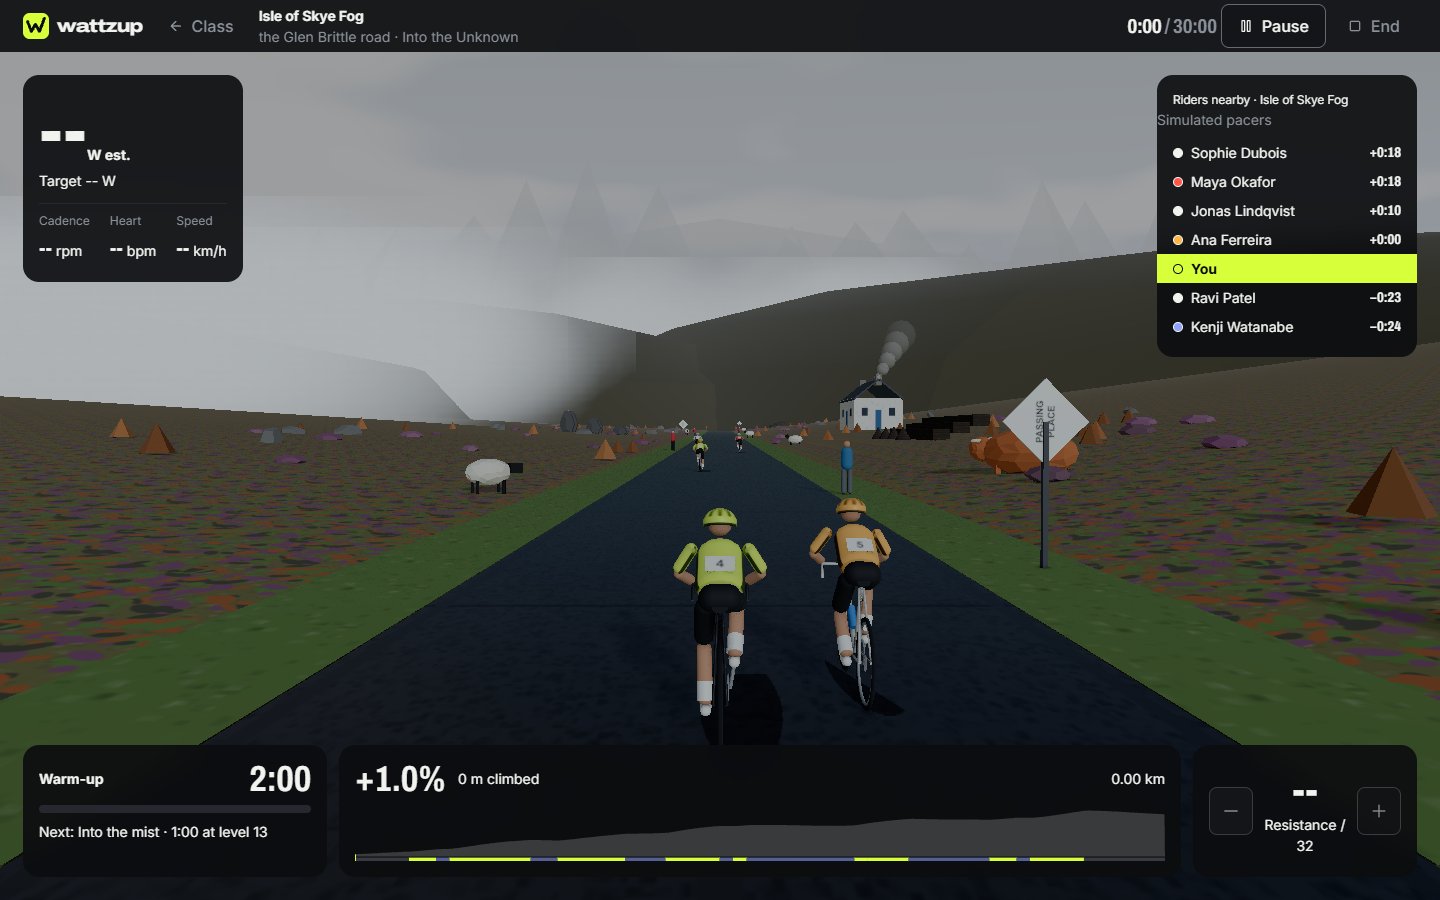 wattzup
Class
Isle of Skye Fog
the Glen Brittle road · Into the Unknown
0:00 / 30:00
Pause
End
-- W est.
Target -- W
Cadence Heart Speed
-- rpm -- bpm -- km/h
Riders nearby · Isle of Skye Fog
Simulated pacers
Sophie Dubois +0:18
Maya Okafor +0:18
Jonas Lindqvist +0:10
Ana Ferreira +0:00
You
Ravi Patel −0:23
Kenji Watanabe −0:24
PASSING
PLACE
4
5
Warm-up 2:00
Next: Into the mist · 1:00 at level 13
+1.0% 0 m climbed 0.00 km
--
Resistance /
32